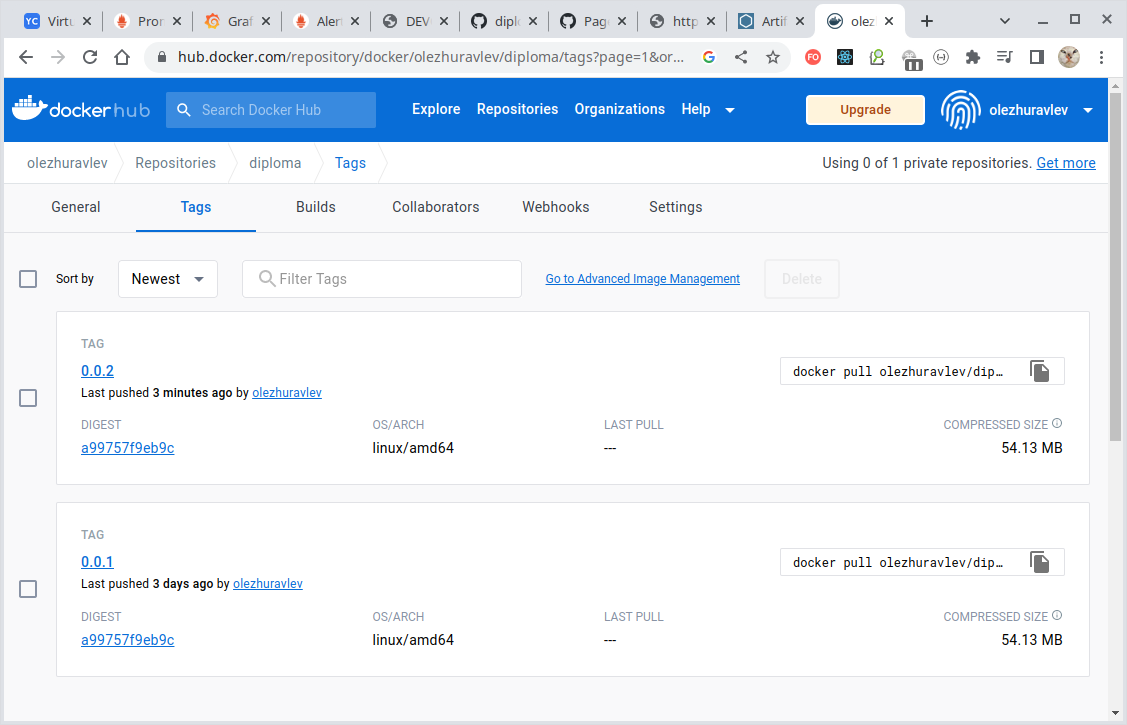 YC Virtu Pron Graf Alert DEVO diplo Page http Artif olez
hub.docker.com/repository/docker/olezhuravlev/diploma/tags?page=1&or...
docker hub Search Docker Hub Explore Repositories Organizations Help Upgrade olezhuravlev
olezhuravlev Repositories diploma Tags Using 0 of 1 private repositories. Get more
General Tags Builds Collaborators Webhooks Settings
Sort by Newest Filter Tags Go to Advanced Image Management Delete
TAG
0.0.2 docker pull olezhuravlev/dip…
Last pushed 3 minutes ago by olezhuravlev
DIGEST OS/ARCH LAST PULL COMPRESSED SIZE
a99757f9eb9c linux/amd64 --- 54.13 MB
TAG
0.0.1 docker pull olezhuravlev/dip…
Last pushed 3 days ago by olezhuravlev
DIGEST OS/ARCH LAST PULL COMPRESSED SIZE
a99757f9eb9c linux/amd64 --- 54.13 MB